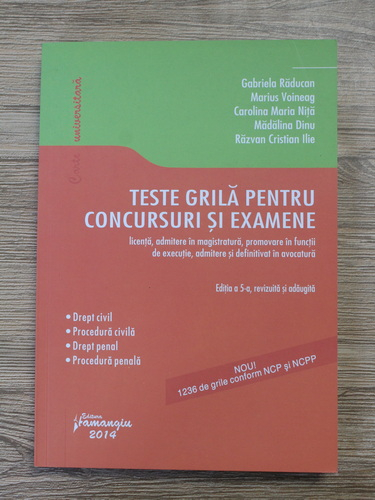 Carte universitară
Gabriela Răducan
Marius Voineag
Carolina Maria Niță
Mădălina Dinu
Răzvan Cristian Ilie
TESTE GRILĂ PENTRU
CONCURSURI ȘI EXAMENE
licență, admitere în magistratură, promovare în funcții
de execuție, admitere și definitivat în avocatură
Ediția a 5-a, revizuită și adăugită
• Drept civil
• Procedură civilă
• Drept penal
• Procedură penală
NOU!
1236 de grile conform NCP și NCPP
Editura
Hamangiu
2014